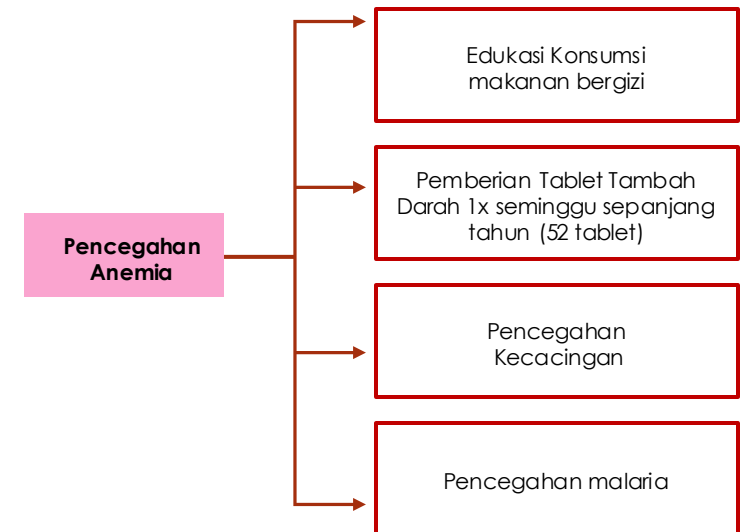 Pencegahan
Anemia
Edukasi Konsumsi
makanan bergizi
Pemberian Tablet Tambah
Darah 1x seminggu sepanjang
tahun (52 tablet)
Pencegahan
Kecacingan
Pencegahan malaria